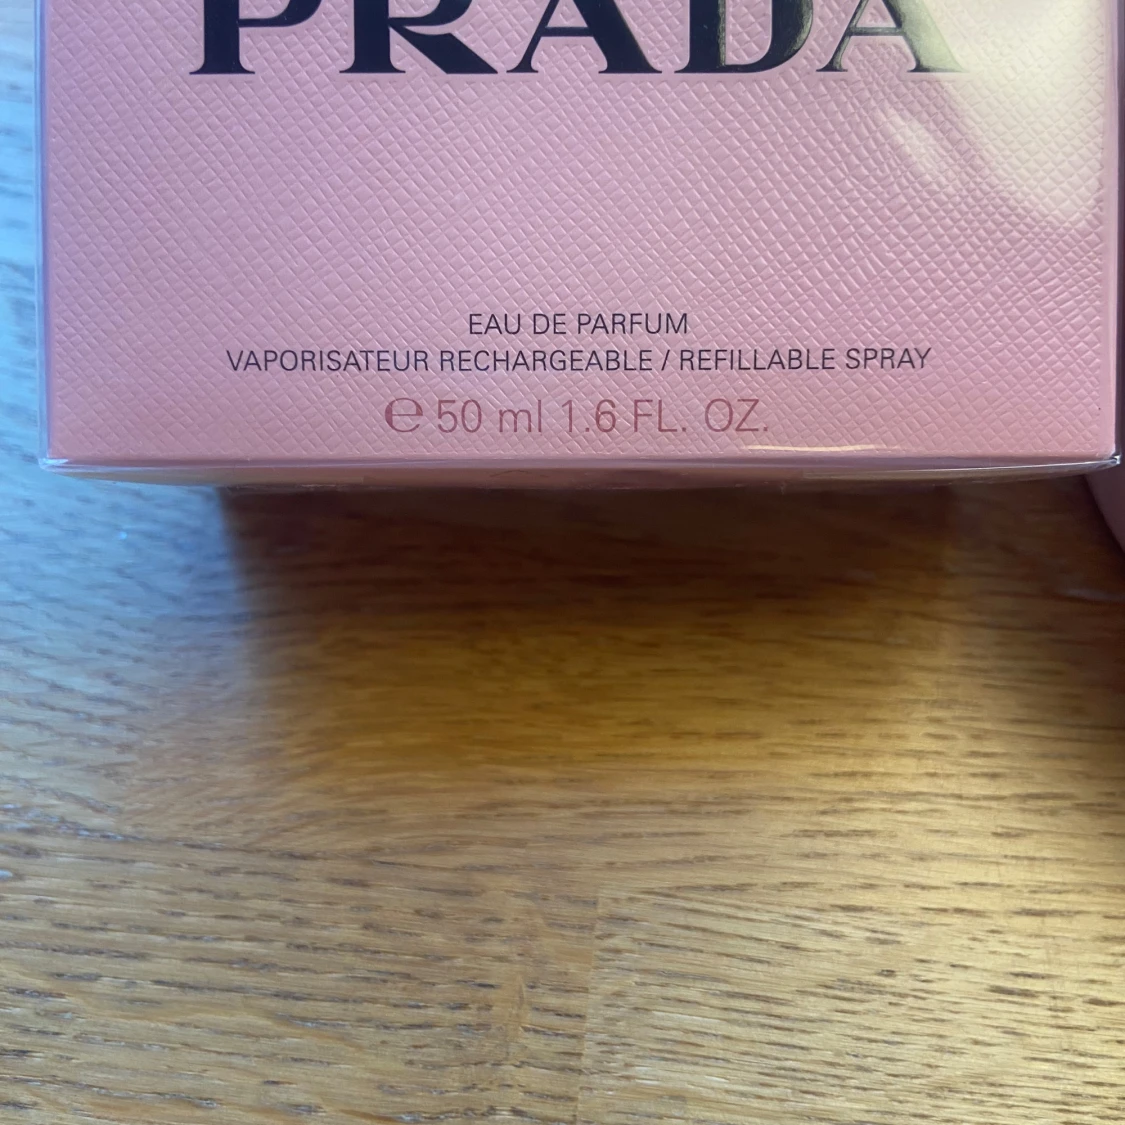 PRADA
EAU DE PARFUM
VAPORISATEUR RECHARGEABLE / REFILLABLE SPRAY
℮ 50 ml 1.6 FL. OZ.